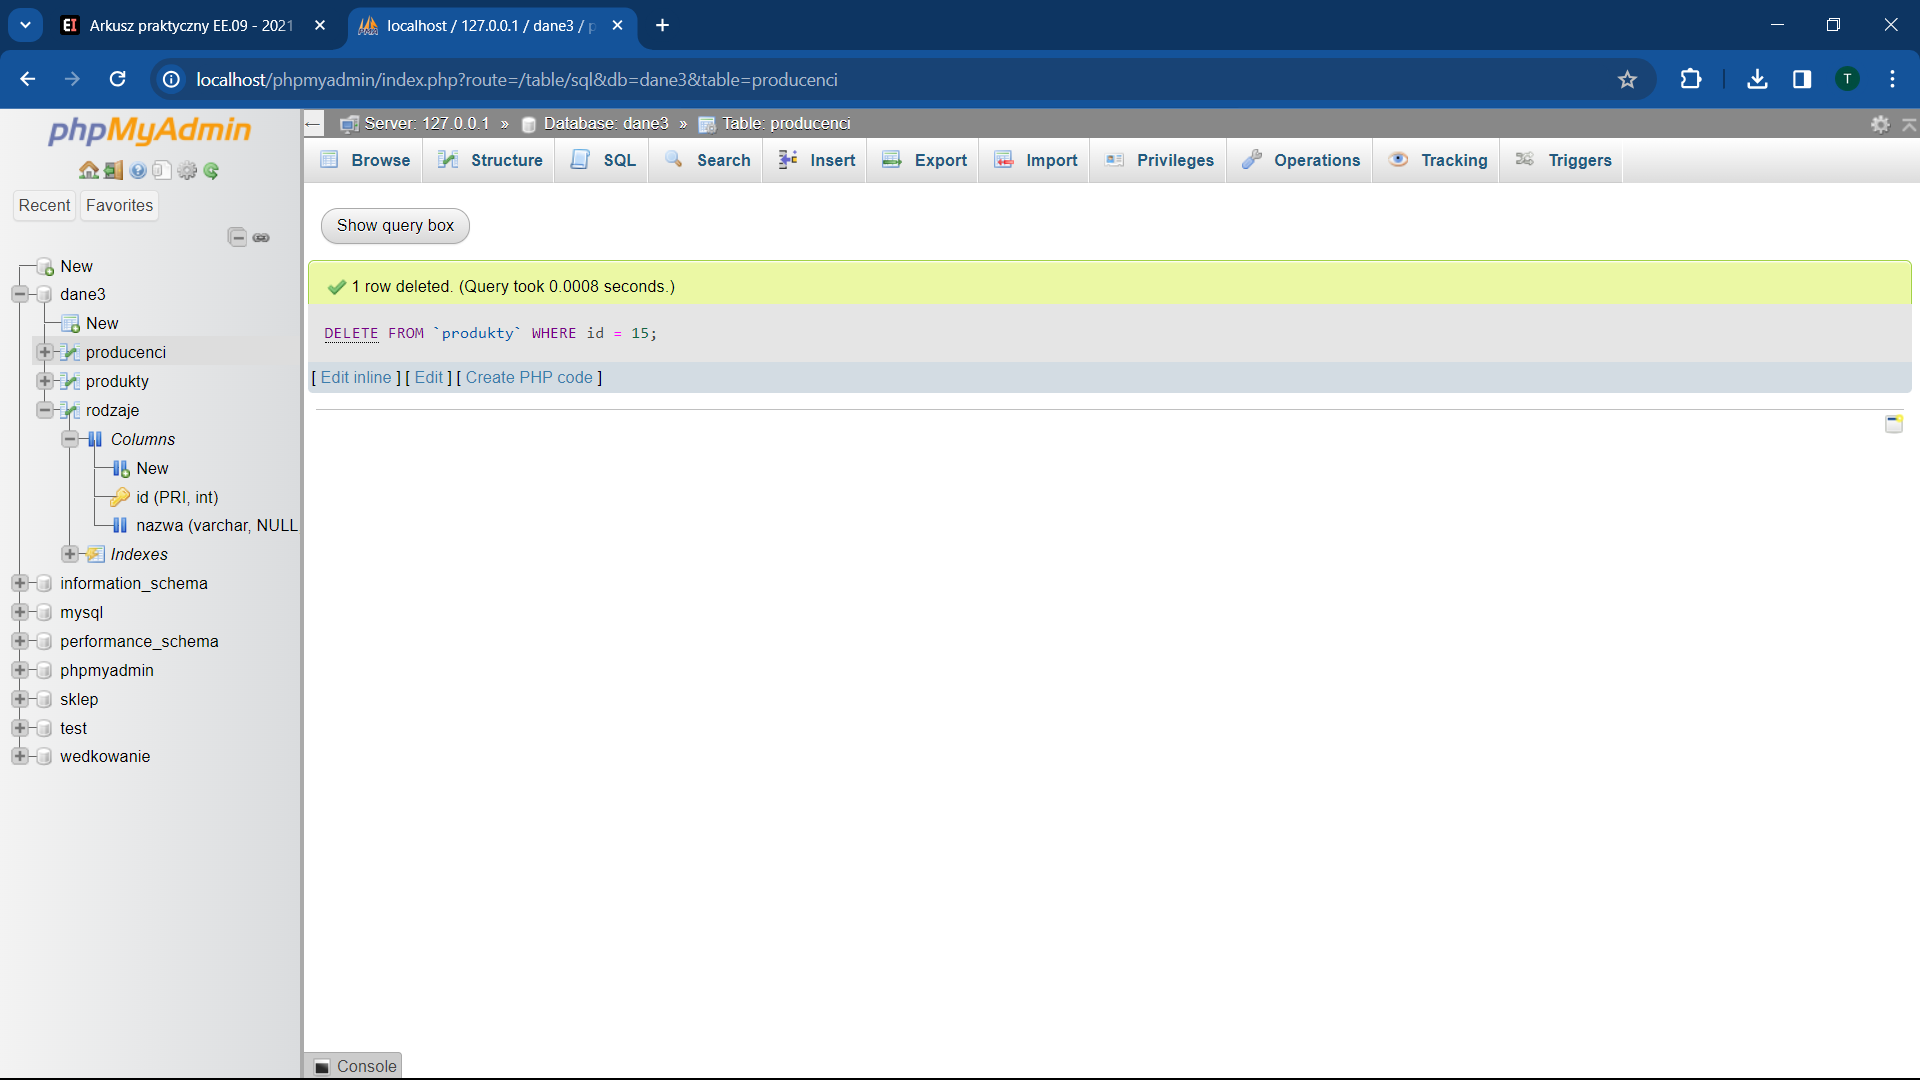 Arkusz praktyczny EE.09 - 2021
localhost / 127.0.0.1 / dane3 / p
localhost/phpmyadmin/index.php?route=/table/sql&db=dane3&table=producenci
T
phpMyAdmin
Recent Favorites
New
dane3
New
producenci
produkty
rodzaje
Columns
New
id (PRI, int)
nazwa (varchar, NULL
Indexes
information_schema
mysql
performance_schema
phpmyadmin
sklep
test
wedkowanie
Server: 127.0.0.1 » Database: dane3 » Table: producenci
Browse Structure SQL Search Insert Export Import Privileges Operations Tracking Triggers
Show query box
1 row deleted. (Query took 0.0008 seconds.)
DELETE FROM `produkty` WHERE id = 15;
[ Edit inline ] [ Edit ] [ Create PHP code ]
Console